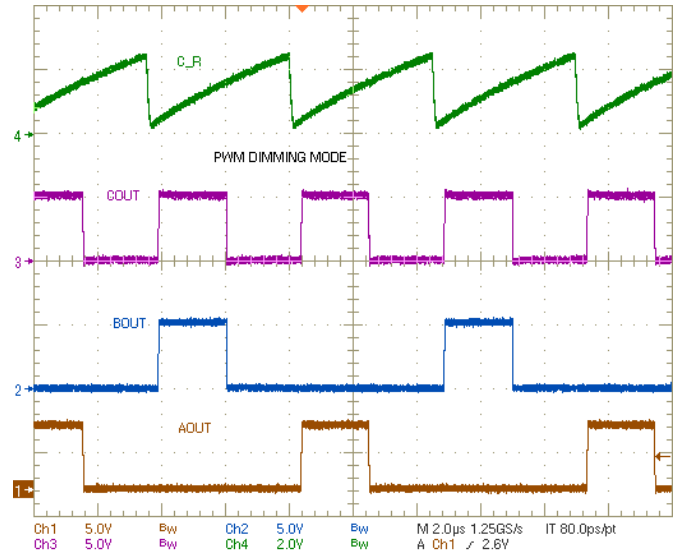 C_R
4
PWM DIMMING MODE
COUT
3
BOUT
2
AOUT
1
Ch1 5.0V Bw Ch2 5.0V Bw M 2.0µs 1.25GS/s IT 80.0ps/pt
Ch3 5.0V Bw Ch4 2.0V Bw A Ch1 / 2.6V